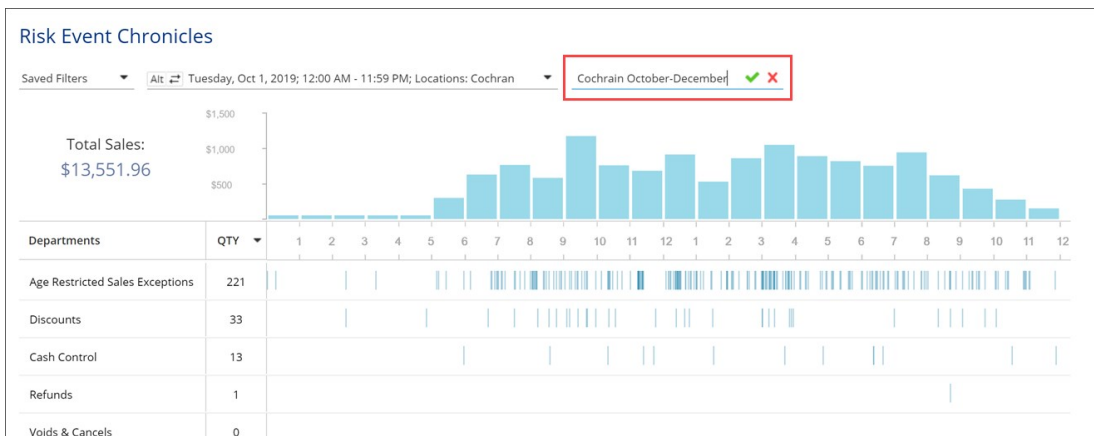 Risk Event Chronicles
Saved Filters Alt Tuesday, Oct 1, 2019; 12:00 AM - 11:59 PM; Locations: Cochran Cochrain October-December
$1,500
Total Sales:
$1,000
$13,551.96
$500
Departments QTY 1 2 3 4 5 6 7 8 9 10 11 12 1 2 3 4 5 6 7 8 9 10 11 12
Age Restricted Sales Exceptions 221
Discounts 33
Cash Control 13
Refunds 1
Voids & Cancels 0